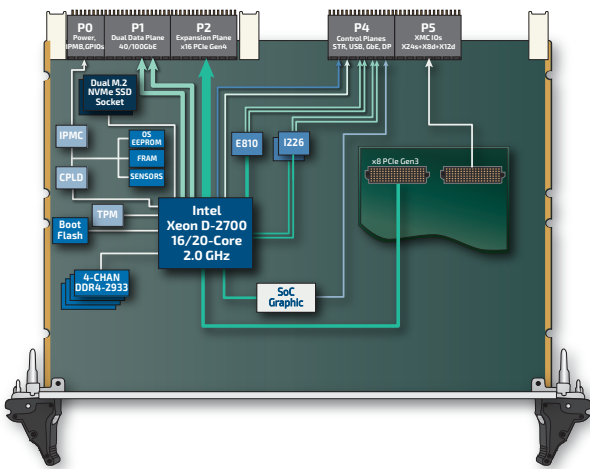 P0
Power,
IPMB,GPIOs
P1
Dual Data Plane
40/100GbE
P2
Expansion Plane
x16 PCIe Gen4
P4
Control Planes
STR, USB, GbE, DP
P5
XMC IOs
X24s+X8d+X12d
Dual M.2
NVMe SSD
Socket
IPMC
OS
EEPROM
FRAM
SENSORS
CPLD
TPM
Boot
Flash
4-CHAN
DDR4-2933
Intel
Xeon D-2700
16/20-Core
2.0 GHz
E810
I226
x8 PCIe Gen3
SoC
Graphic